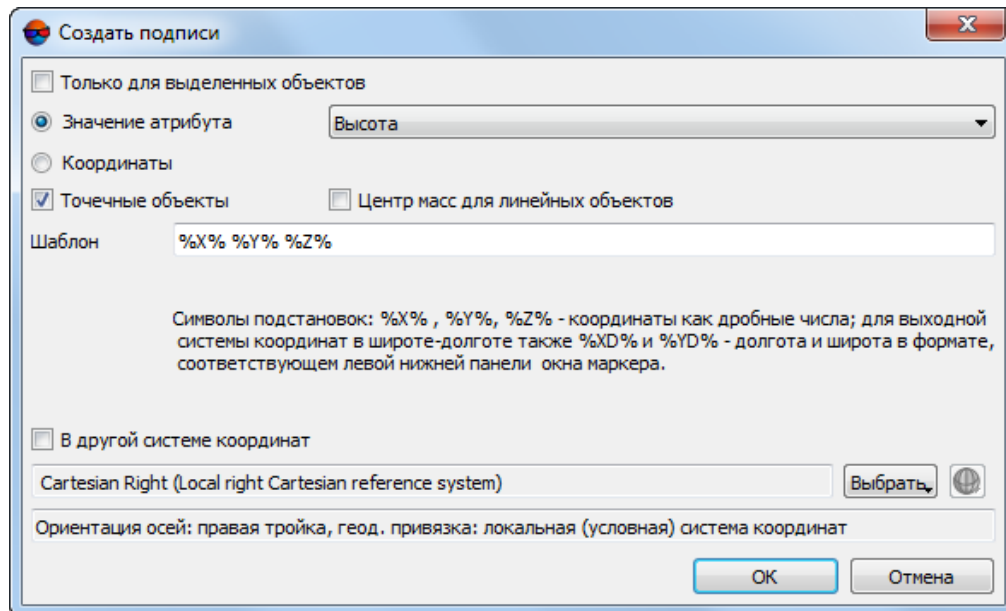 Создать подписи
Только для выделенных объектов
Значение атрибута Высота
Координаты
Точечные объекты Центр масс для линейных объектов
Шаблон %X% %Y% %Z%
Символы подстановок: %X% , %Y%, %Z% - координаты как дробные числа; для выходной
системы координат в широте-долготе также %XD% и %YD% - долгота и широта в формате,
соответствующем левой нижней панели окна маркера.
В другой системе координат
Cartesian Right (Local right Cartesian reference system) Выбрать
Ориентация осей: правая тройка, геод. привязка: локальная (условная) система координат
OK Отмена